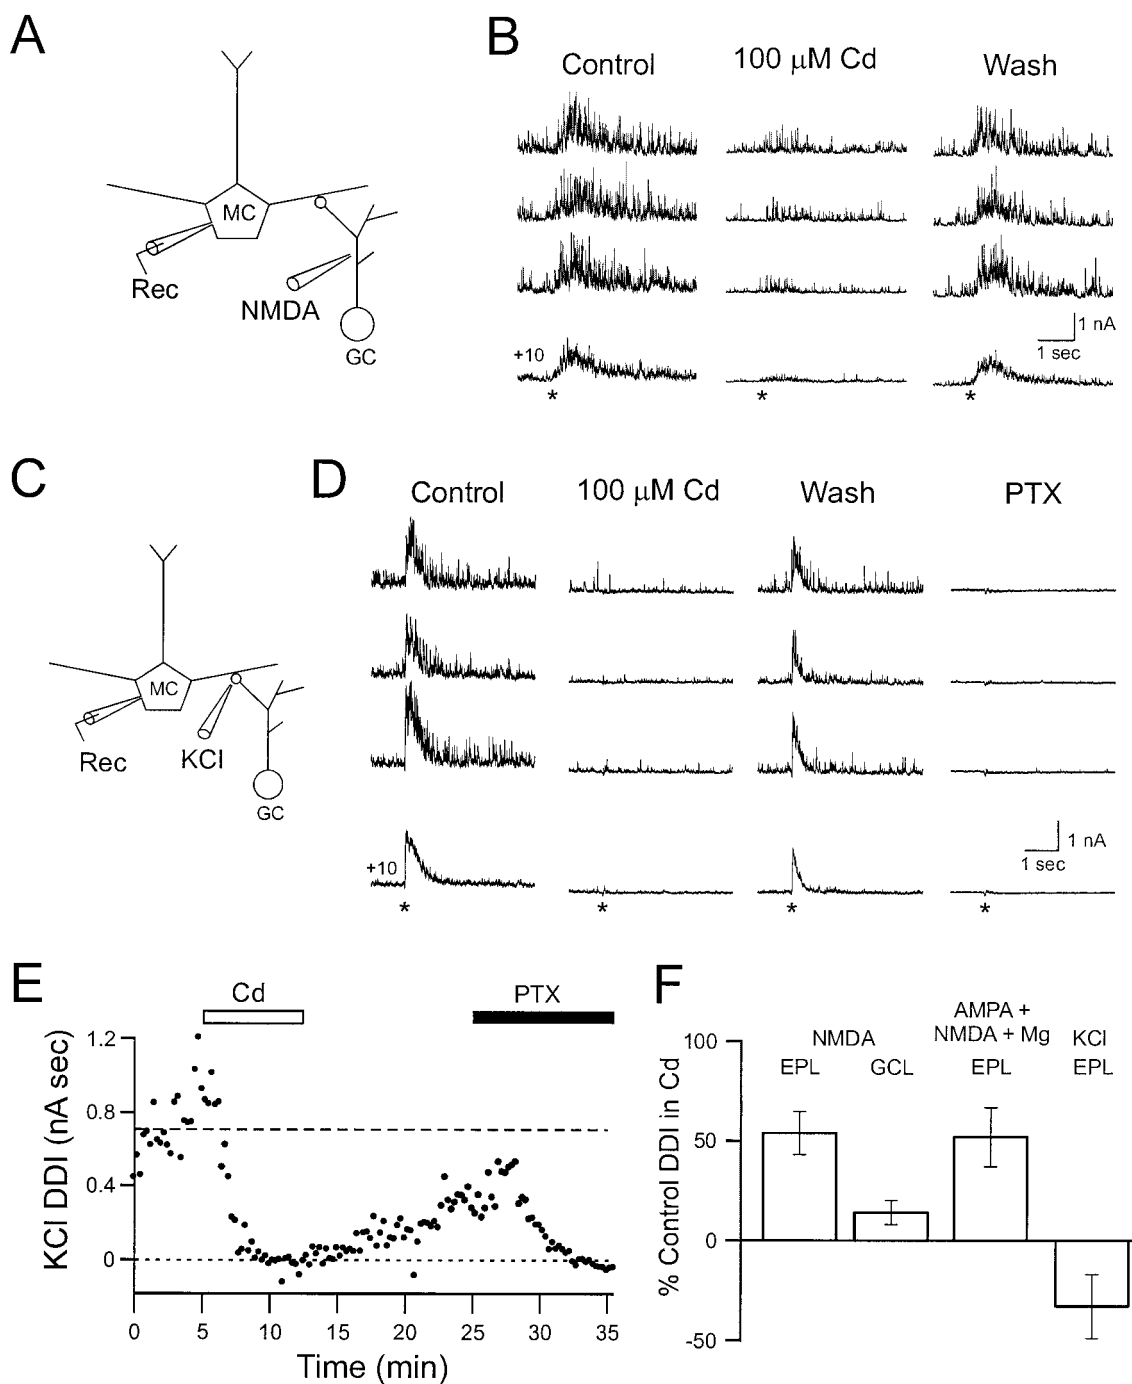 A
MC
Rec
NMDA
GC
B
Control
100 μM Cd
Wash
+10
1 nA
1 sec
* * *
C
MC
Rec
KCl
GC
D
Control
100 μM Cd
Wash
PTX
+10
1 nA
1 sec
* * * *
E
Cd
PTX
KCl DDI (nA sec)
1.2
0.8
0.4
0
0 5 10 15 20 25 30 35
Time (min)
F
% Control DDI in Cd
100
50
0
-50
NMDA
EPL
GCL
AMPA +
NMDA + Mg
EPL
KCl
EPL